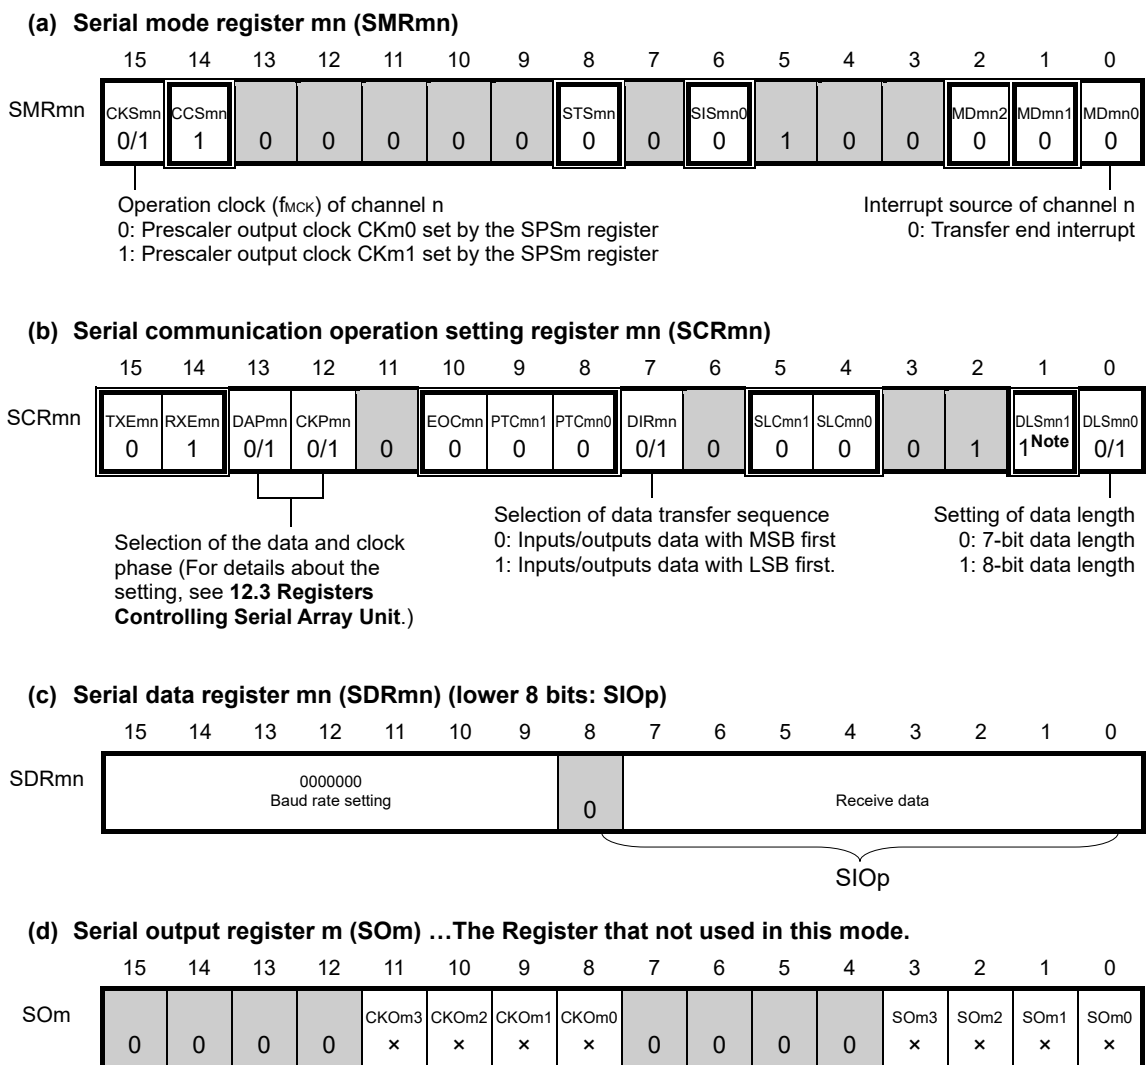 (a) Serial mode register mn (SMRmn)
15 14 13 12 11 10 9 8 7 6 5 4 3 2 1 0
SMRmn CKSmn CCSmn STSmn SISmn0 MDmn2 MDmn1 MDmn0
0/1 1 0 0 0 0 0 0 0 0 1 0 0 0 0 0
Operation clock (fMCK) of channel n
0: Prescaler output clock CKm0 set by the SPSm register
1: Prescaler output clock CKm1 set by the SPSm register
Interrupt source of channel n
0: Transfer end interrupt
(b) Serial communication operation setting register mn (SCRmn)
15 14 13 12 11 10 9 8 7 6 5 4 3 2 1 0
SCRmn TXEmn RXEmn DAPmn CKPmn EOCmn PTCmn1 PTCmn0 DIRmn SLCmn1 SLCmn0 DLSmn1 DLSmn0
0 1 0/1 0/1 0 0 0 0 0/1 0 0 0 0 1 1Note 0/1
Selection of the data and clock
phase (For details about the
setting, see 12.3 Registers
Controlling Serial Array Unit.)
Selection of data transfer sequence
0: Inputs/outputs data with MSB first
1: Inputs/outputs data with LSB first.
Setting of data length
0: 7-bit data length
1: 8-bit data length
(c) Serial data register mn (SDRmn) (lower 8 bits: SIOp)
15 14 13 12 11 10 9 8 7 6 5 4 3 2 1 0
SDRmn
0000000
Baud rate setting
0
Receive data
SIOp
(d) Serial output register m (SOm) …The Register that not used in this mode.
15 14 13 12 11 10 9 8 7 6 5 4 3 2 1 0
SOm CKOm3 CKOm2 CKOm1 CKOm0 SOm3 SOm2 SOm1 SOm0
0 0 0 0 × × × × 0 0 0 0 × × × ×